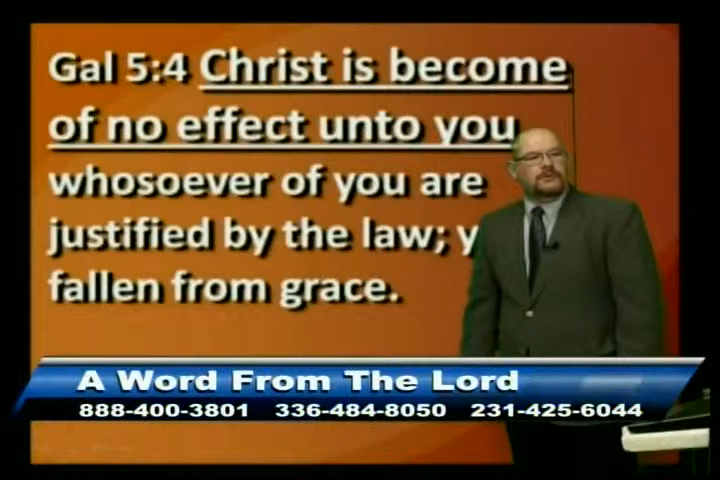 Gal 5:4 Christ is become
of no effect unto you
whosoever of you are
justified by the law; y
fallen from grace.
A Word From The Lord
888-400-3801 336-484-8050 231-425-6044